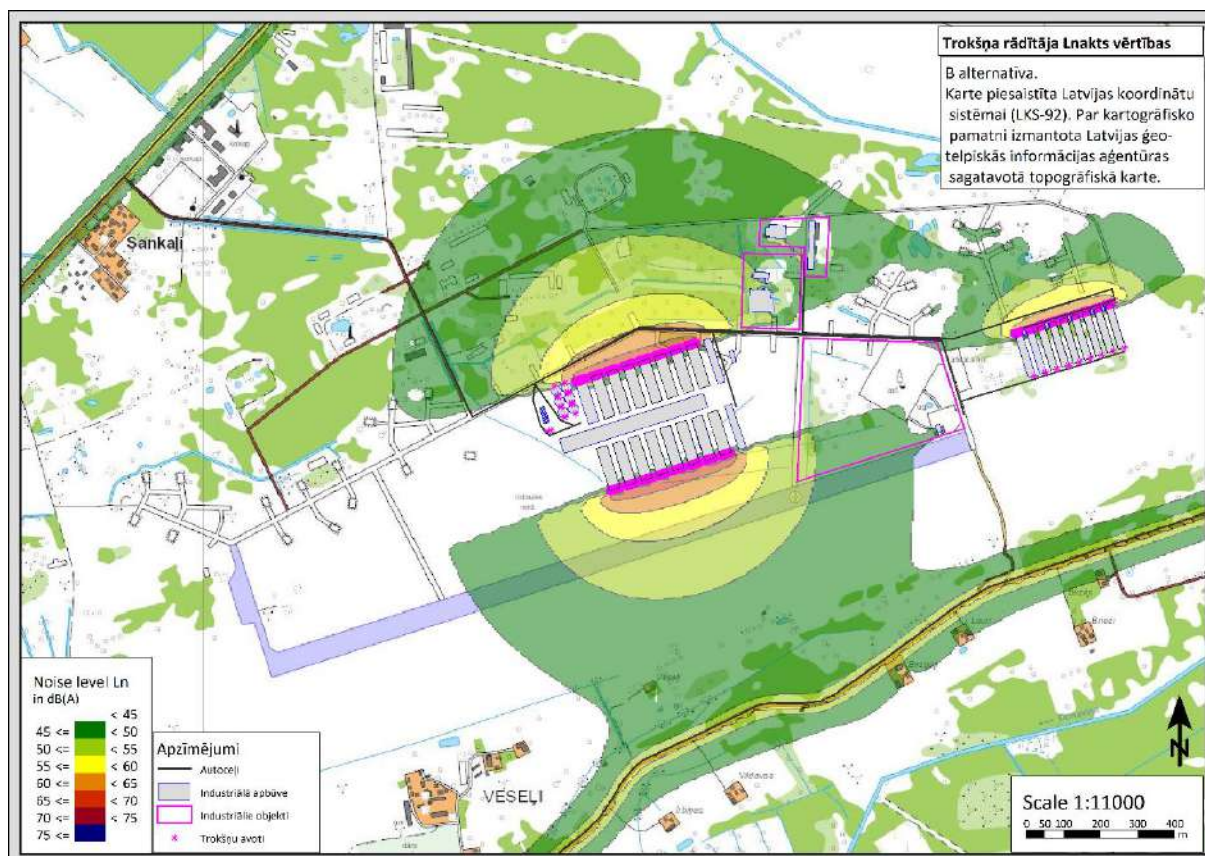 Trokšņa rādītāja Lnakts vērtības
B alternatīva.
Karte piesaistīta Latvijas koordinātu
sistēmai (LKS-92). Par kartogrāfisko
pamatni izmantota Latvijas ģeo-
telpiskās informācijas aģentūras
sagatavotā topogrāfiskā karte.
Sankaļi
VESEĻI
Noise level Ln
in dB(A)
< 45
45 <= < 50
50 <= < 55
55 <= < 60
60 <= < 65
65 <= < 70
70 <= < 75
75 <=
Apzīmējumi
Autoceļi
Industriālā apbūve
Industriālie objekti
Trokšņu avoti
N
Scale 1:11000
0 50 100 200 300 400
m